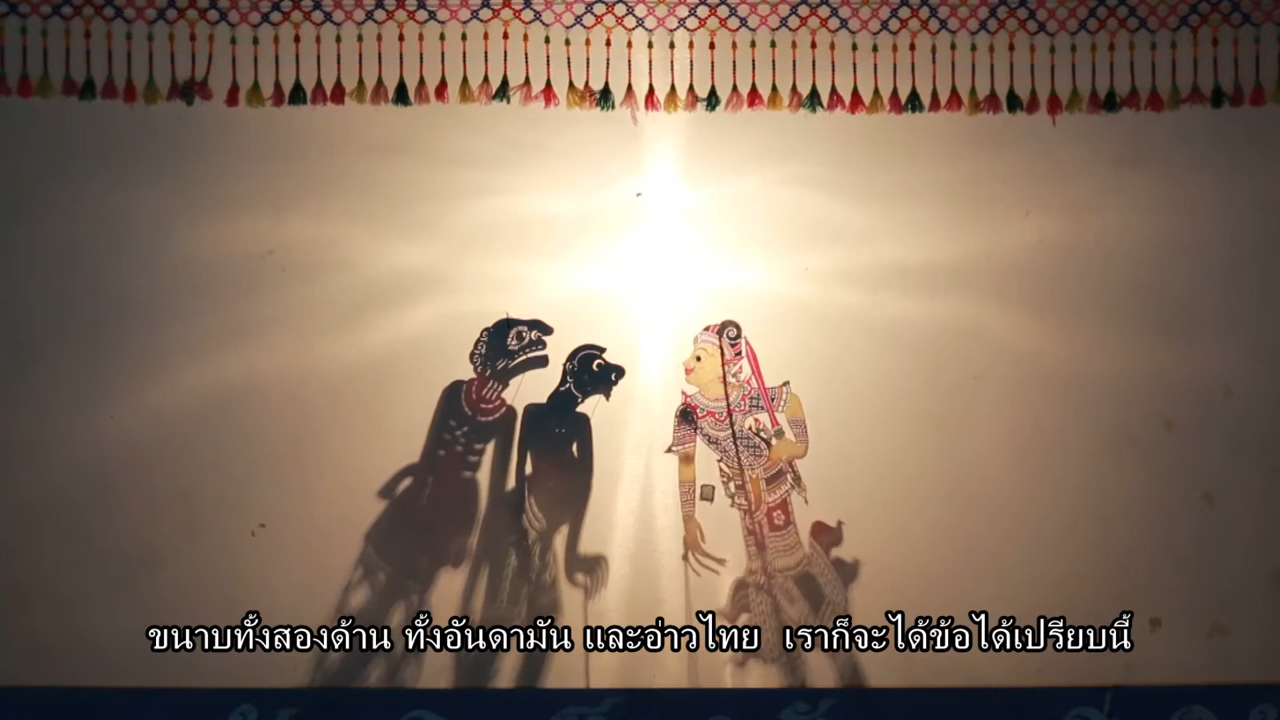 ขนาบทั้งสองด้าน ทั้งอันดามัน และอ่าวไทย  เราก็จะได้ข้อได้เปรียบนี้